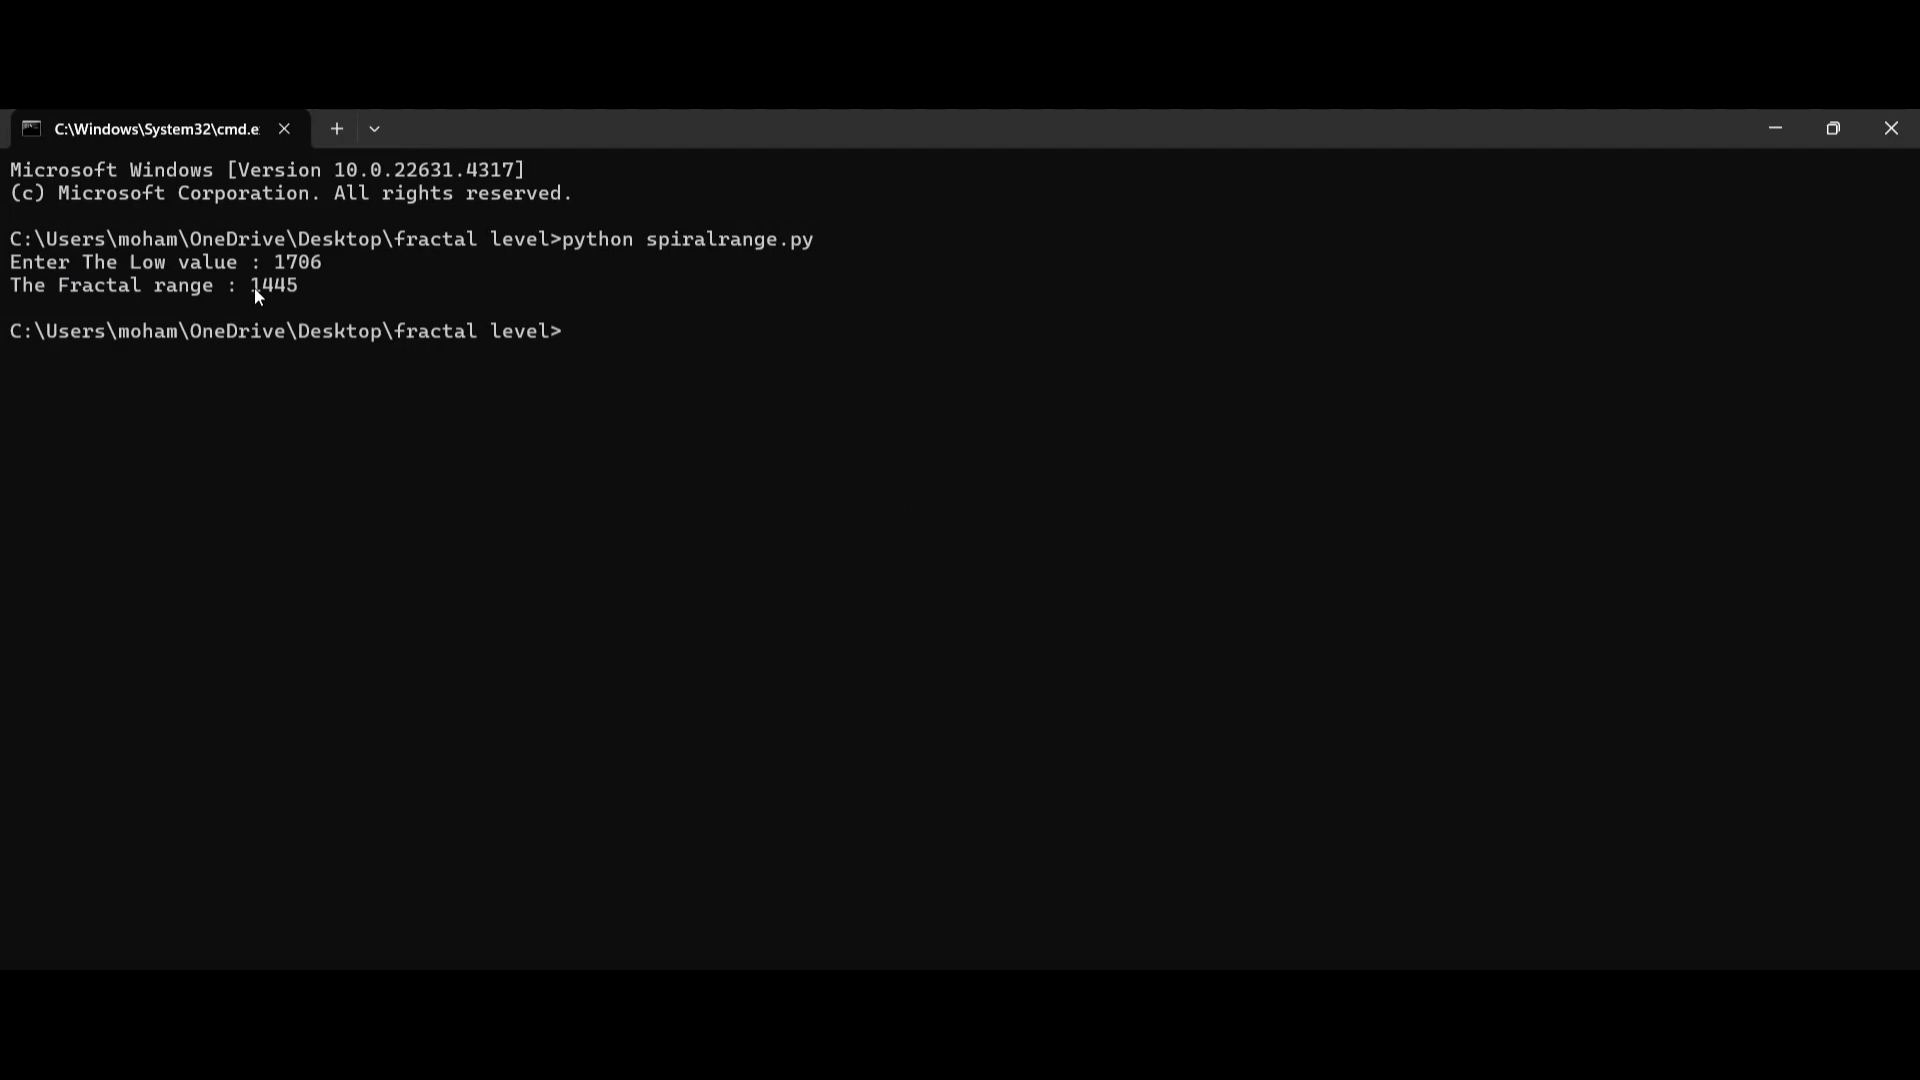 C:\Windows\System32\cmd.e
Microsoft Windows [Version 10.0.22631.4317]
(c) Microsoft Corporation. All rights reserved.
C:\Users\moham\OneDrive\Desktop\fractal level>python spiralrange.py
Enter The Low value : 1706
The Fractal range : 1445
C:\Users\moham\OneDrive\Desktop\fractal level>